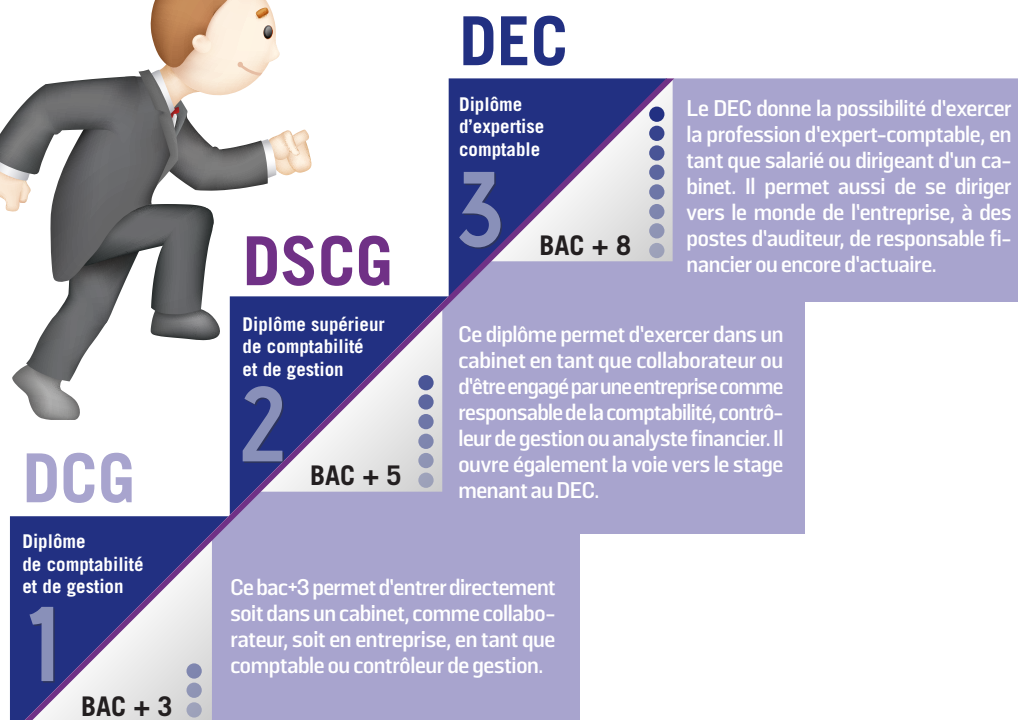 DEC
Diplôme
d'expertise
comptable
3
BAC + 8
Le DEC donne la possibilité d'exercer
la profession d'expert-comptable, en
tant que salarié ou dirigeant d'un ca-
binet. Il permet aussi de se diriger
vers le monde de l'entreprise, à des
postes d'auditeur, de responsable fi-
nancier ou encore d'actuaire.
DSCG
Diplôme supérieur
de comptabilité
et de gestion
2
BAC + 5
Ce diplôme permet d'exercer dans un
cabinet en tant que collaborateur ou
d'être engagé par une entreprise comme
responsable de la comptabilité, contrô-
leur de gestion ou analyste financier. Il
ouvre également la voie vers le stage
menant au DEC.
DCG
Diplôme
de comptabilité
et de gestion
1
BAC + 3
Ce bac+3 permet d'entrer directement
soit dans un cabinet, comme collabo-
rateur, soit en entreprise, en tant que
comptable ou contrôleur de gestion.